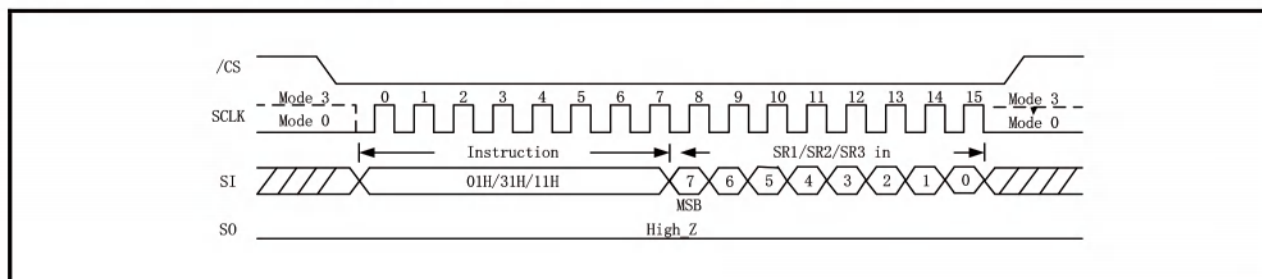 /CS
Mode 3 0 1 2 3 4 5 6 7 8 9 10 11 12 13 14 15 Mode 3
SCLK Mode 0 Mode 0
Instruction SR1/SR2/SR3 in
SI 01H/31H/11H 7 6 5 4 3 2 1 0
MSB
SO High_Z